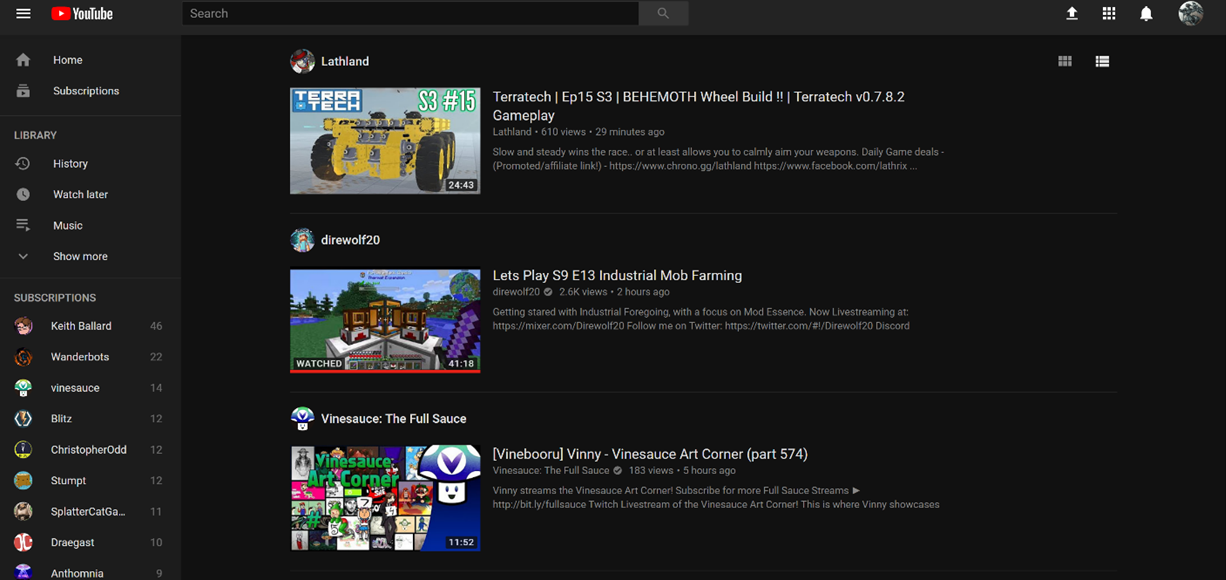 YouTube
Search
Home
Subscriptions
LIBRARY
History
Watch later
Music
Show more
SUBSCRIPTIONS
Keith Ballard 46
Wanderbots 22
vinesauce 14
Blitz 12
ChristopherOdd 12
Stumpt 12
SplatterCatGa... 11
Draegast 10
Anthomnia 9
Lathland
TERRA
TECH
S3 #15
24:43
Terratech | Ep15 S3 | BEHEMOTH Wheel Build !! | Terratech v0.7.8.2
Gameplay
Lathland • 610 views • 29 minutes ago
Slow and steady wins the race.. or at least allows you to calmly aim your weapons. Daily Game deals -
(Promoted/affiliate link!) - https://www.chrono.gg/lathland https://www.facebook.com/lathrix ...
direwolf20
WATCHED
41:18
Lets Play S9 E13 Industrial Mob Farming
direwolf20 2.6K views • 2 hours ago
Getting stared with Industrial Foregoing, with a focus on Mod Essence. Now Livestreaming at:
https://mixer.com/Direwolf20 Follow me on Twitter: https://twitter.com/#!/Direwolf20 Discord
Vinesauce: The Full Sauce
Vinesauce:
Art Corner
#
11:52
[Vinebooru] Vinny - Vinesauce Art Corner (part 574)
Vinesauce: The Full Sauce 183 views • 5 hours ago
Vinny streams the Vinesauce Art Corner! Subscribe for more Full Sauce Streams ►
http://bit.ly/fullsauce Twitch Livestream of the Vinesauce Art Corner! This is where Vinny showcases